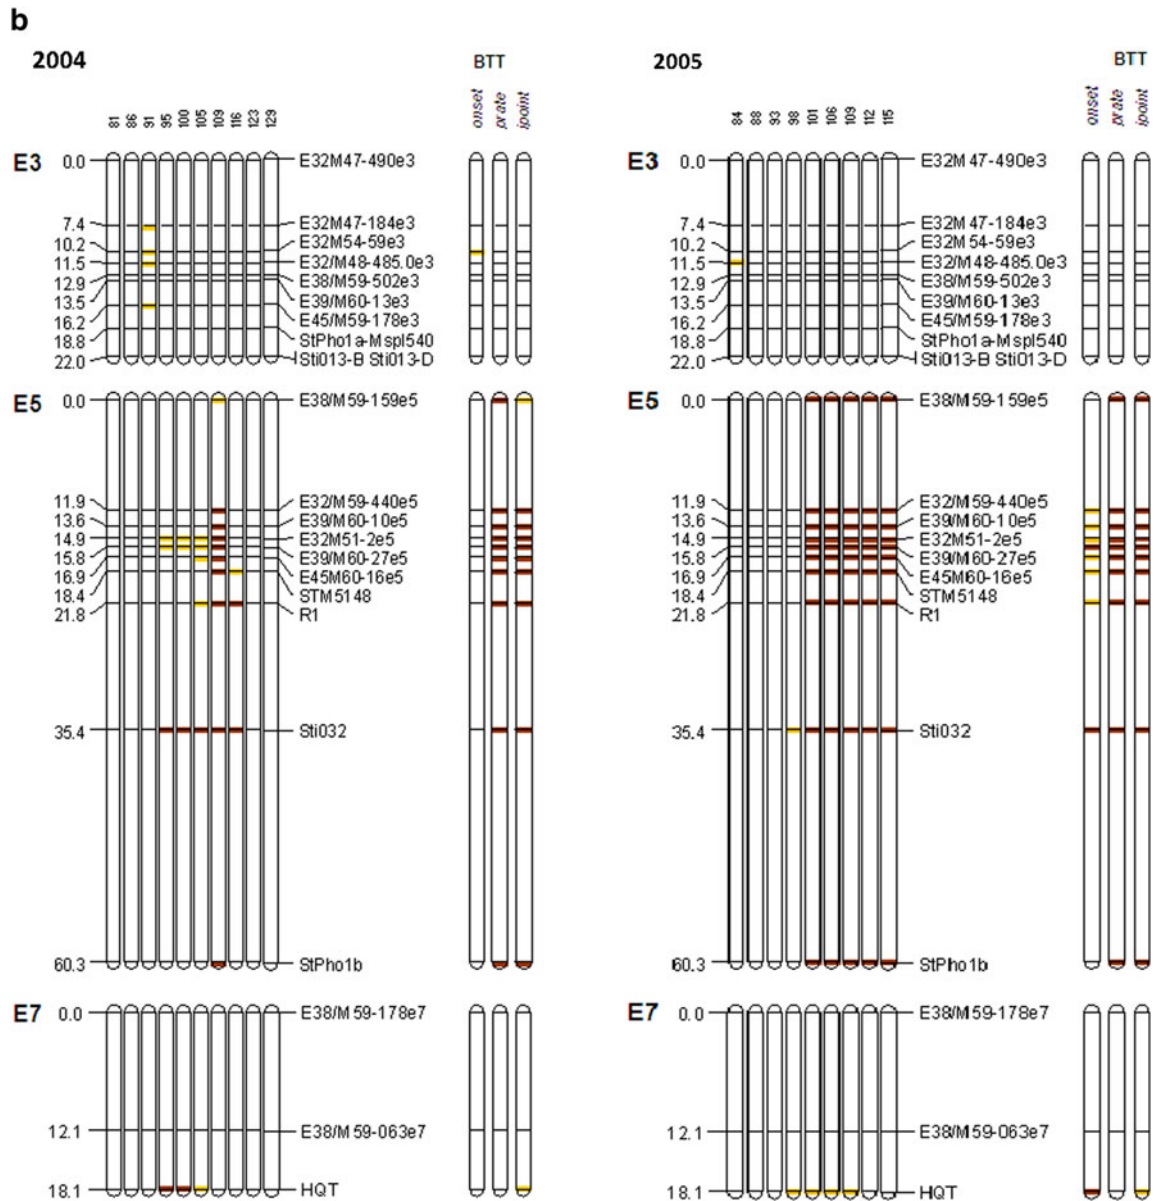 b
2004 BTT 2005 BTT
81 86 91 95 100 105 109 116 123 129 onset prate ipoint 84 88 93 98 101 106 109 112 115 onset prate ipoint
E3 0.0 E32M47-490e3 E3 0.0 E32M47-490e3
7.4 E32M47-184e3 7.4 E32M47-184e3
10.2 E32M54-59e3 10.2 E32M54-59e3
11.5 E32/M48-485.0e3 11.5 E32/M48-485.0e3
12.9 E38/M59-502e3 12.9 E38/M59-502e3
13.5 E39/M60-13e3 13.5 E39/M60-13e3
16.2 E45/M59-178e3 16.2 E45/M59-178e3
18.8 StPho1a-MspI540 18.8 StPho1a-MspI540
22.0 Sti013-B Sti013-D 22.0 Sti013-B Sti013-D
E5 0.0 E38/M59-159e5 E5 0.0 E38/M59-159e5
11.9 E32/M59-440e5 11.9 E32/M59-440e5
13.6 E39/M60-10e5 13.6 E39/M60-10e5
14.9 E32M51-2e5 14.9 E32M51-2e5
15.8 E39/M60-27e5 15.8 E39/M60-27e5
16.9 E45M60-16e5 16.9 E45M60-16e5
18.4 STM5148 18.4 STM5148
21.8 R1 21.8 R1
35.4 Sti032 35.4 Sti032
60.3 StPho1b 60.3 StPho1b
E7 0.0 E38/M59-178e7 E7 0.0 E38/M59-178e7
12.1 E38/M59-063e7 12.1 E38/M59-063e7
18.1 HQT 18.1 HQT